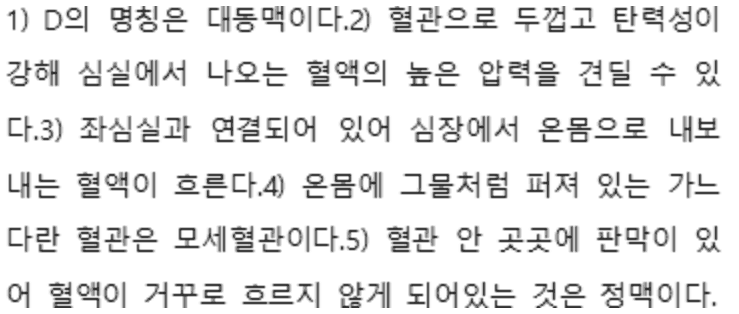 1) D의 명칭은 대동맥이다.2) 혈관으로 두껍고 탄력성이
강해 심실에서 나오는 혈액의 높은 압력을 견딜 수 있
다.3) 좌심실과 연결되어 있어 심장에서 온몸으로 내보
내는 혈액이 흐른다.4) 온몸에 그물처럼 퍼져 있는 가느
다란 혈관은 모세혈관이다.5) 혈관 안 곳곳에 판막이 있
어 혈액이 거꾸로 흐르지 않게 되어있는 것은 정맥이다.